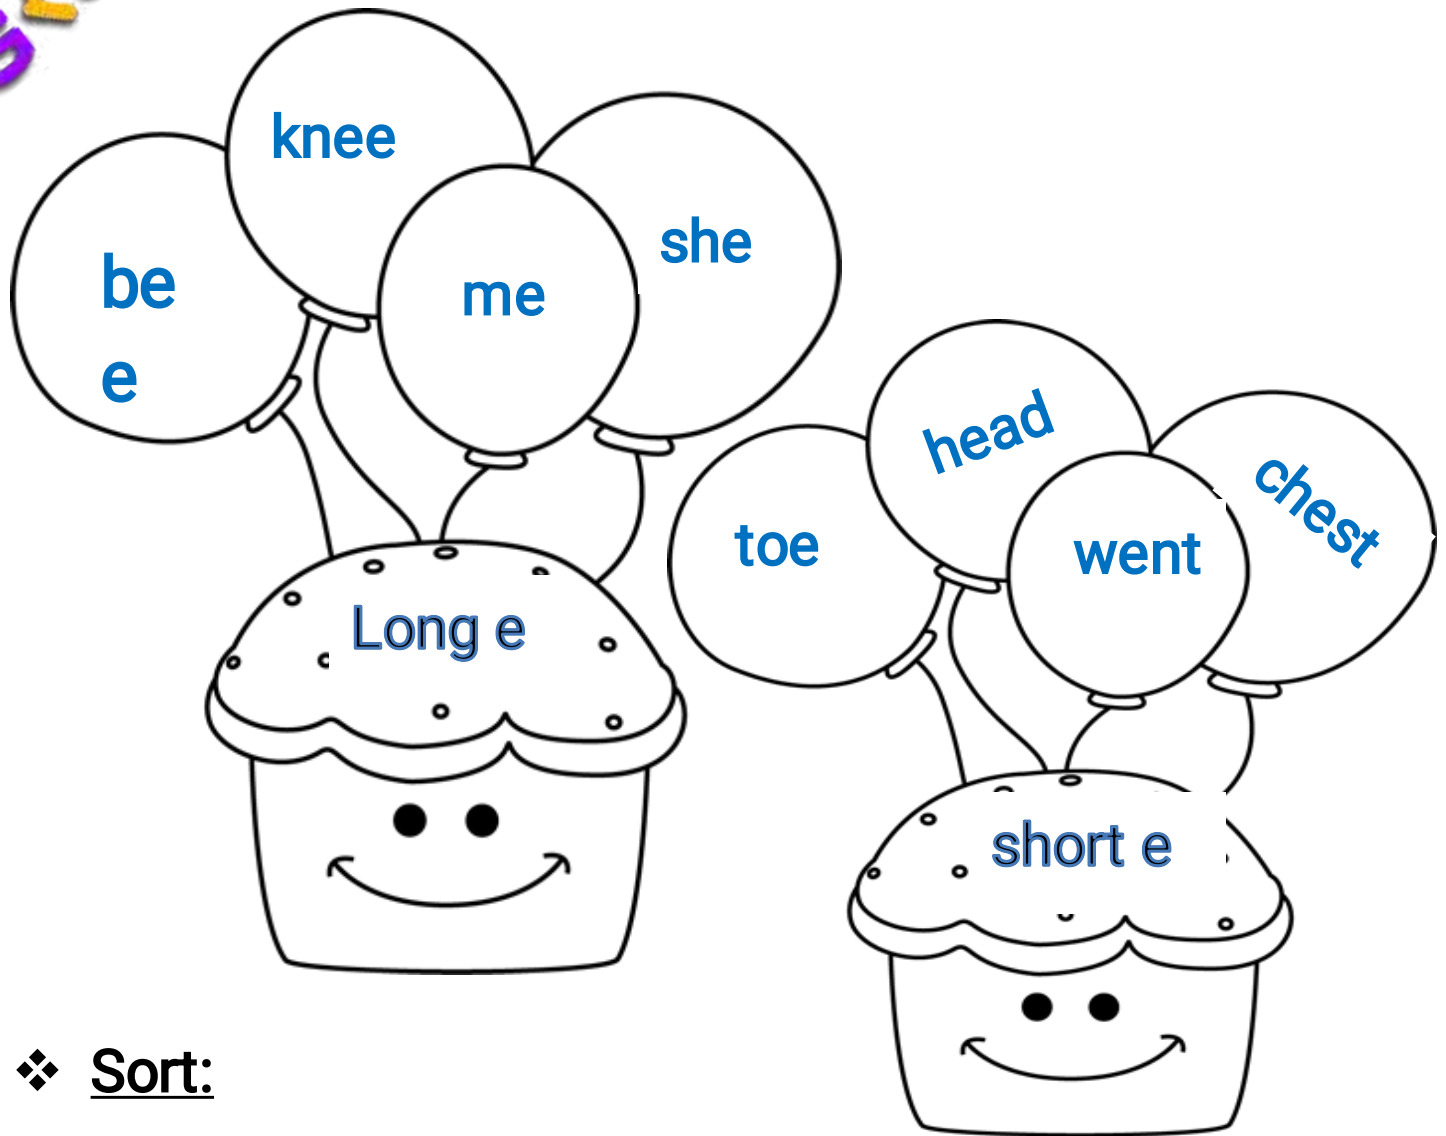 knee
she
be
e
me
head
chest
toe
went
Long e
short e
❖ Sort: